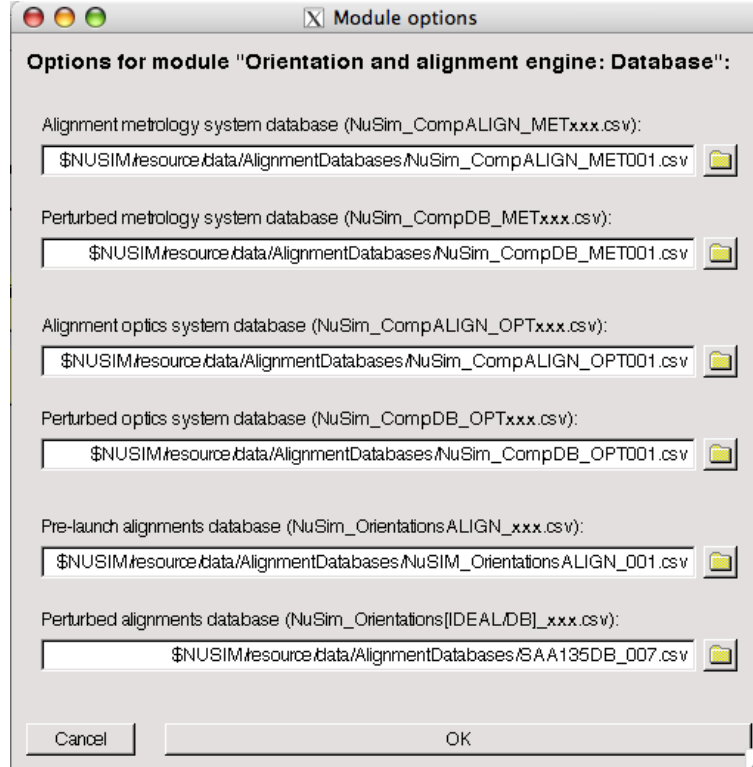 Module options
Options for module "Orientation and alignment engine: Database":
Alignment metrology system database (NuSim_CompALIGN_METxxx.csv):
$NUSIM/resource/data/AlignmentDatabases/NuSim_CompALIGN_MET001.csv
Perturbed metrology system database (NuSim_CompDB_METxxx.csv):
$NUSIM/resource/data/AlignmentDatabases/NuSim_CompDB_MET001.csv
Alignment optics system database (NuSim_CompALIGN_OPTxxx.csv):
$NUSIM/resource/data/AlignmentDatabases/NuSim_CompALIGN_OPT001.csv
Perturbed optics system database (NuSim_CompDB_OPTxxx.csv):
$NUSIM/resource/data/AlignmentDatabases/NuSim_CompDB_OPT001.csv
Pre-launch alignments database (NuSim_OrientationsALIGN_xxx.csv):
$NUSIM/resource/data/AlignmentDatabases/NuSIM_OrientationsALIGN_001.csv
Perturbed alignments database (NuSim_Orientations[IDEAL/DB]_xxx.csv):
$NUSIM/resource/data/AlignmentDatabases/SAA135DB_007.csv
Cancel OK